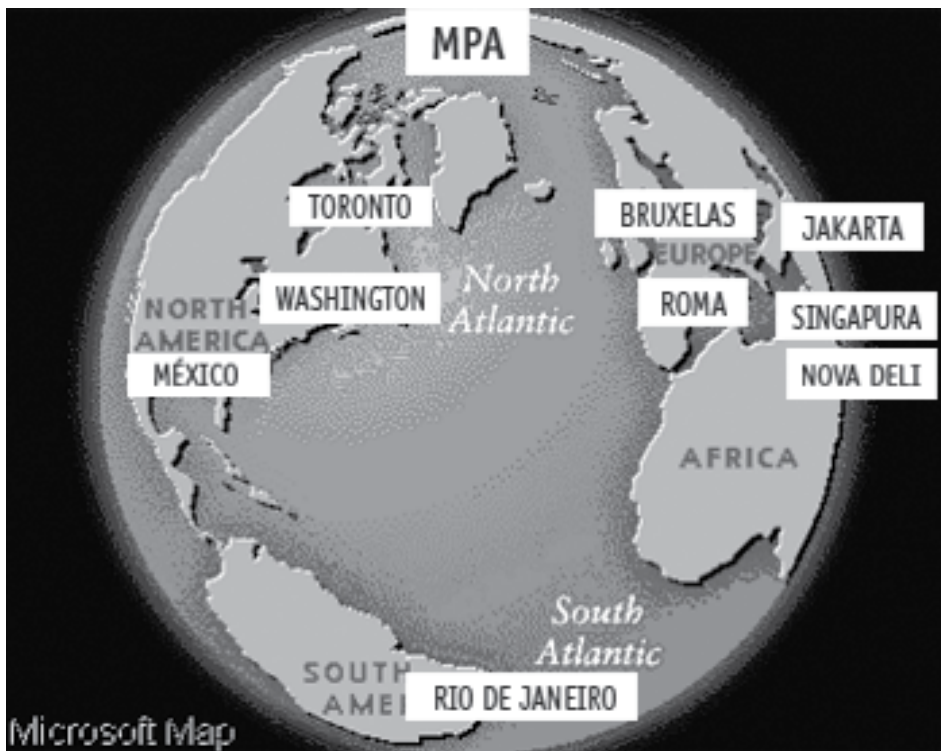 MPA
TORONTO
BRUXELAS
JAKARTA
EUROPE
North
Atlantic
WASHINGTON
ROMA
SINGAPURA
NORTH
AMERICA
MÉXICO
NOVA DELI
AFRICA
South
Atlantic
SOUTH
RIO DE JANEIRO
Microsoft Map